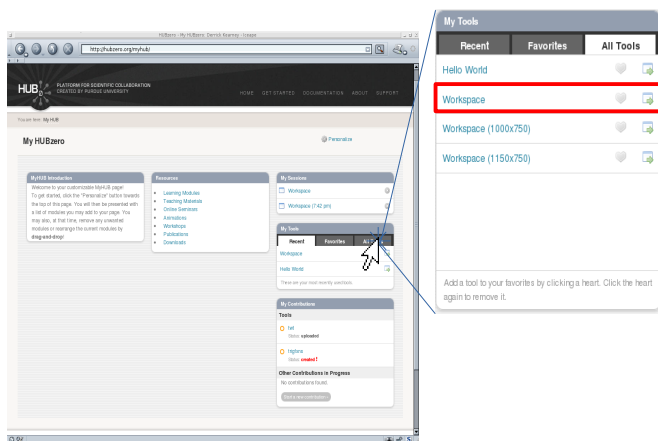 HUBzero - My HUBzero: Derrick Kearney - Iceape
http://hubzero.org/myhub/
HUB
PLATFORM FOR SCIENTIFIC COLLABORATION
CREATED BY PURDUE UNIVERSITY
HOME GET STARTED DOCUMENTATION ABOUT SUPPORT
You are here: My HUB
My HUBzero
Personalize
MyHUB Introduction
Welcome to your customizable MyHUB page!
To get started, click the "Personalize" button towards
the top of this page. You will then be presented with
a list of modules you may add to your page. You
may also, at that time, remove any unwanted
modules or rearrange the current modules by
drag-and-drop!
Resources
Learning Modules
Teaching Materials
Online Seminars
Animations
Workshops
Publications
Downloads
My Sessions
Workspace
Workspace (7:42 pm)
My Tools
Recent Favorites All Tools
Workspace
Hello World
These are your most recently used tools.
My Contributions
Tools
Status: uploaded
Status: created!
Other Contributions in Progress
No contributions found.
Start a new contribution >
My Tools
Recent Favorites All Tools
Hello World
Workspace
Workspace (1000x750)
Workspace (1150x750)
Add a tool to your favorites by clicking a heart. Click the heart
again to remove it.